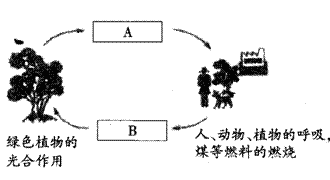 A
B
绿色植物的
光合作用
人、动物、植物的呼吸，
煤等燃料的燃烧